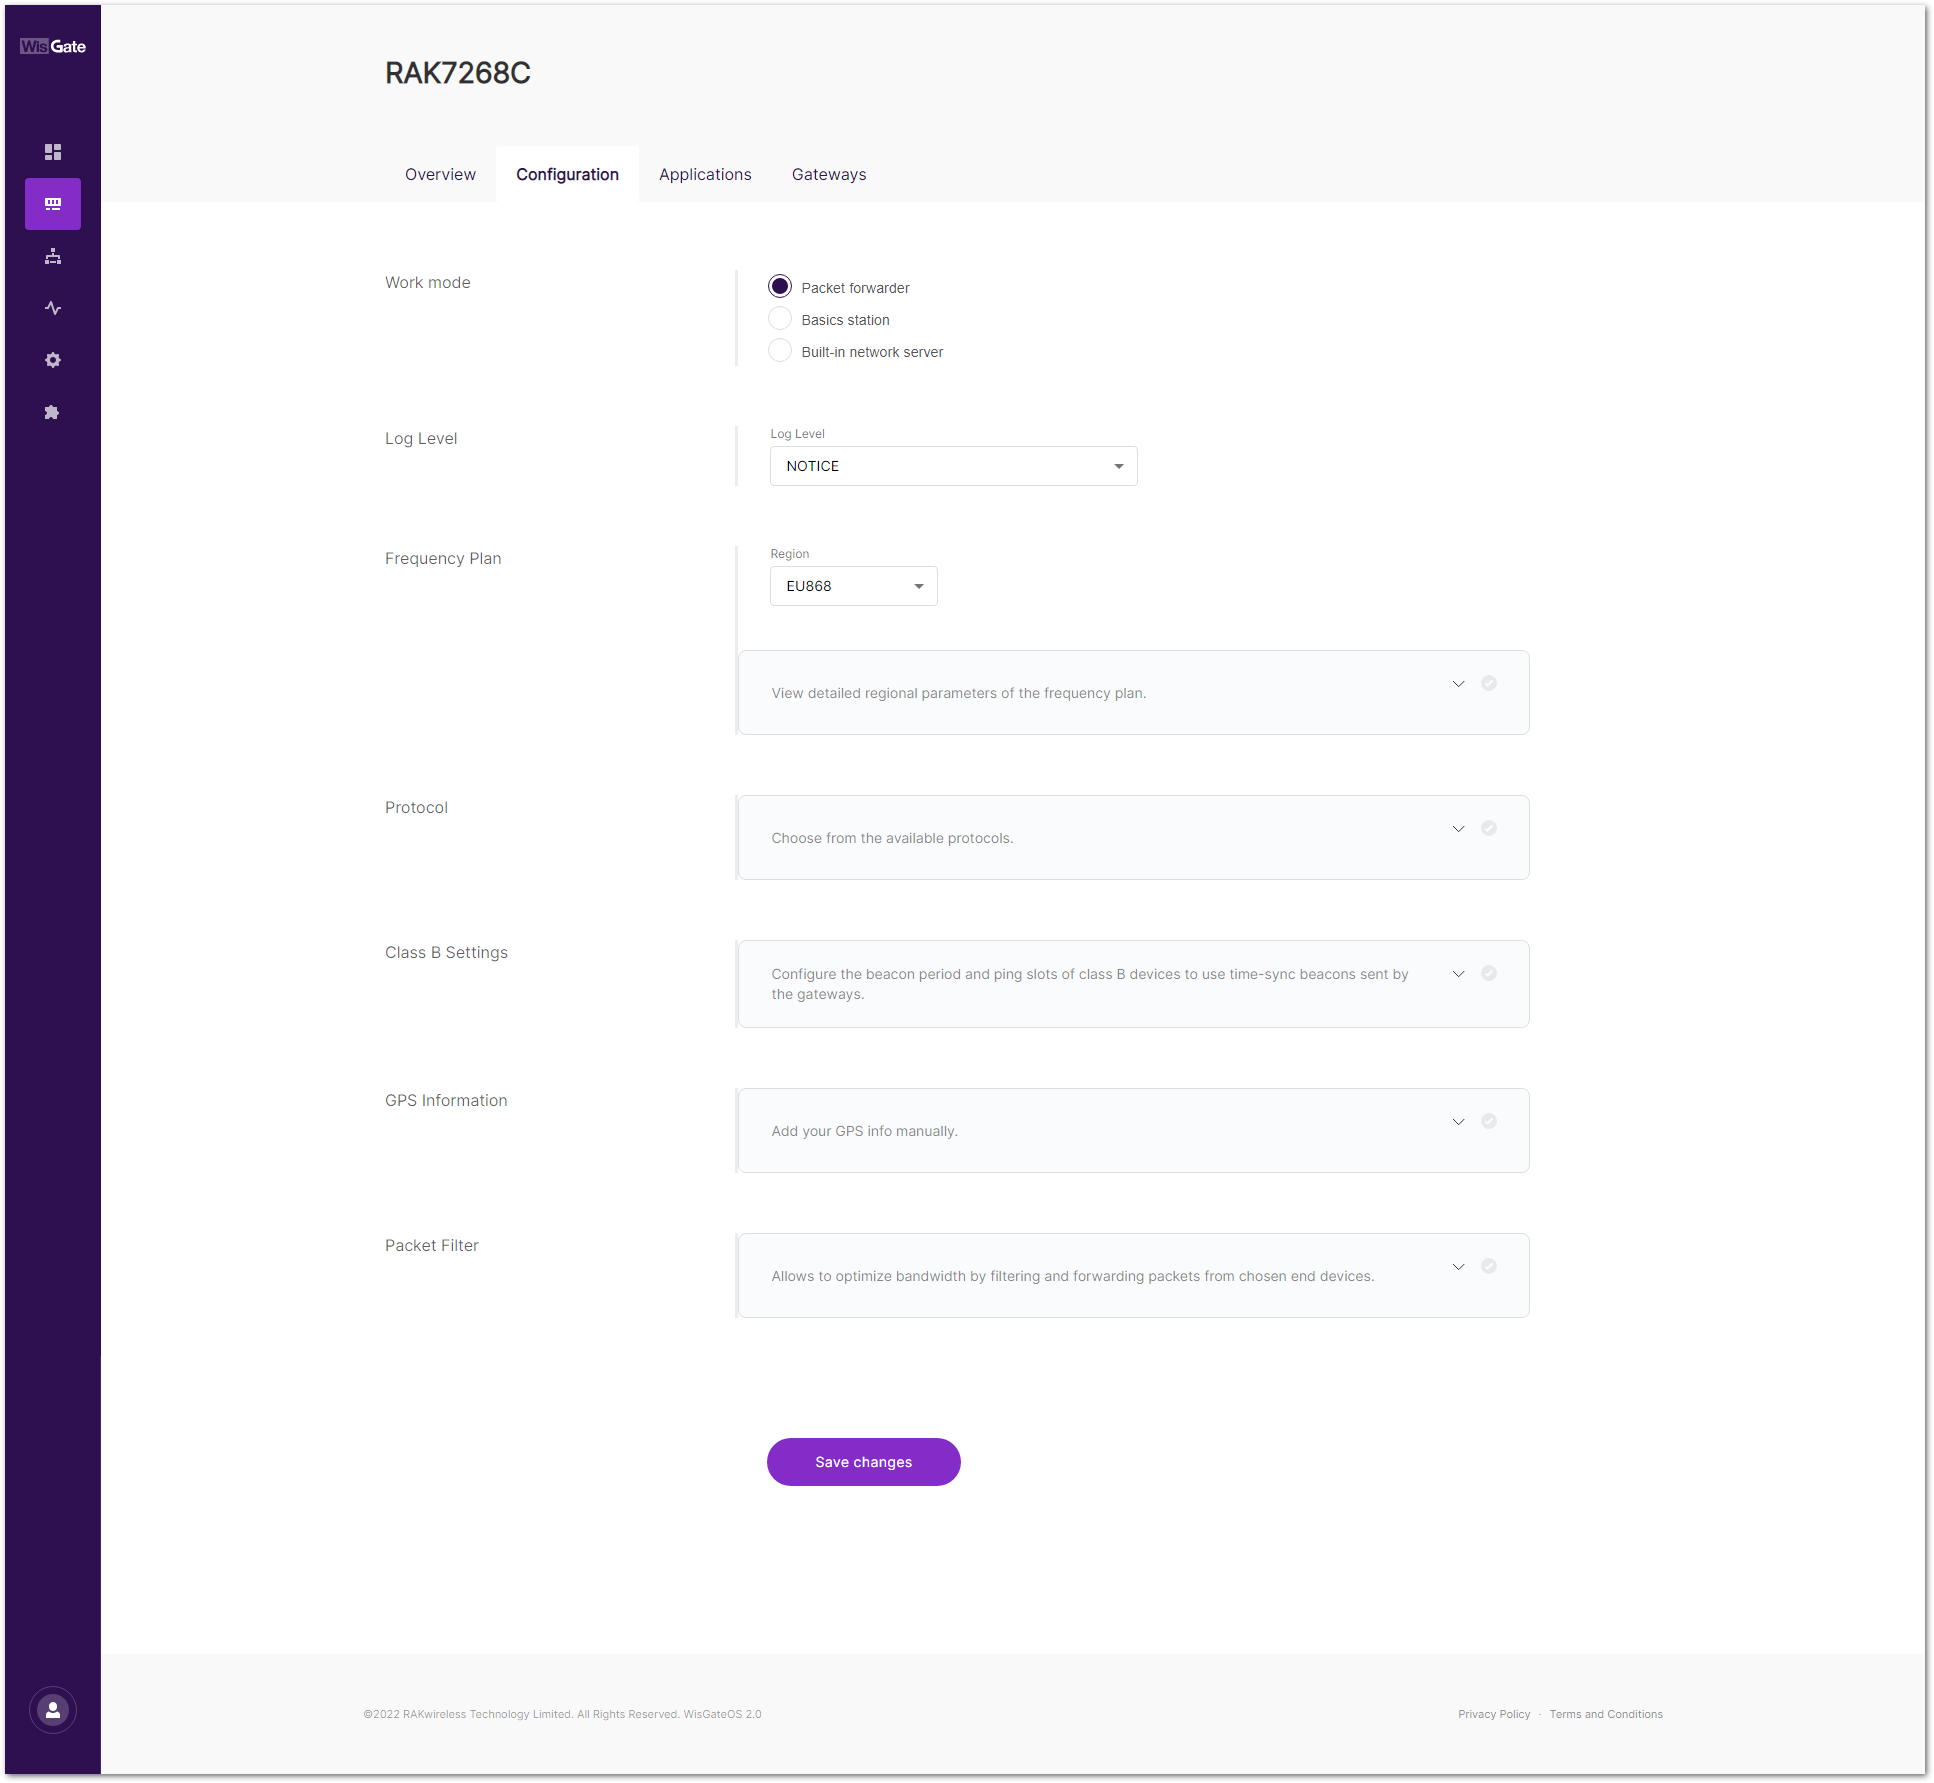 WisGate
RAK7268C
Overview
Configuration
Applications
Gateways
Work mode
Packet forwarder
Basics station
Built-in network server
Log Level
Log Level
NOTICE
Frequency Plan
Region
EU868
View detailed regional parameters of the frequency plan.
Protocol
Choose from the available protocols.
Class B Settings
Configure the beacon period and ping slots of class B devices to use time-sync beacons sent by
the gateways.
GPS Information
Add your GPS info manually.
Packet Filter
Allows to optimize bandwidth by filtering and forwarding packets from chosen end devices.
Save changes
©2022 RAKwireless Technology Limited. All Rights Reserved. WisGateOS 2.0
Privacy Policy · Terms and Conditions